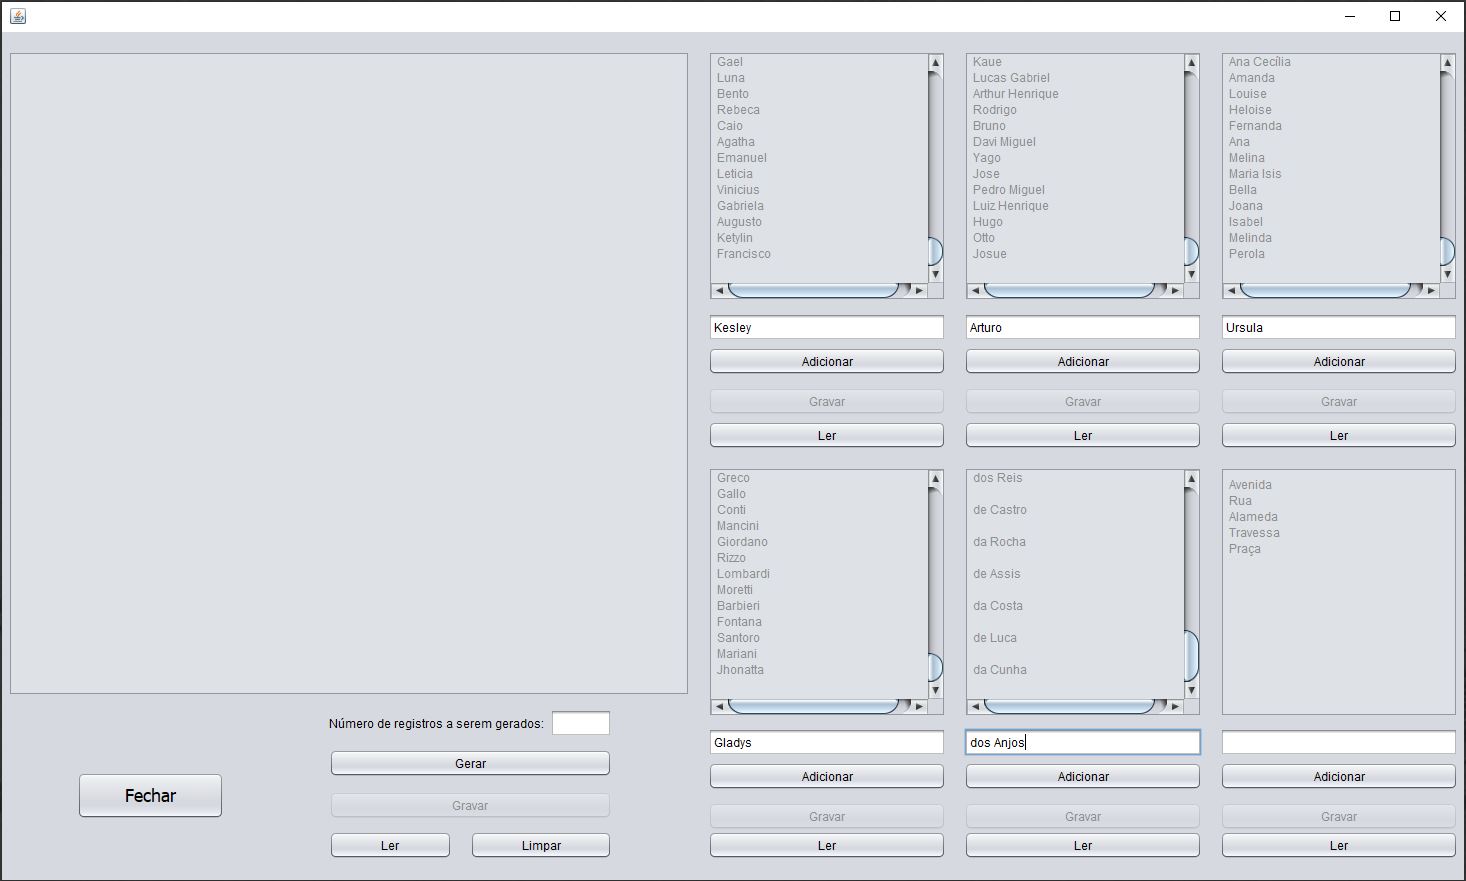 Gael
Luna
Bento
Rebeca
Caio
Agatha
Emanuel
Leticia
Vinicius
Gabriela
Augusto
Ketylin
Francisco
Kesley
Adicionar
Gravar
Ler
Kaue
Lucas Gabriel
Arthur Henrique
Rodrigo
Bruno
Davi Miguel
Yago
Jose
Pedro Miguel
Luiz Henrique
Hugo
Otto
Josue
Arturo
Adicionar
Gravar
Ler
Ana Cecília
Amanda
Louise
Heloise
Fernanda
Ana
Melina
Maria Isis
Bella
Joana
Isabel
Melinda
Perola
Ursula
Adicionar
Gravar
Ler
Greco
Gallo
Conti
Mancini
Giordano
Rizzo
Lombardi
Moretti
Barbieri
Fontana
Santoro
Mariani
Jhonatta
Gladys
Adicionar
Gravar
Ler
dos Reis
de Castro
da Rocha
de Assis
da Costa
de Luca
da Cunha
dos Anjos
Adicionar
Gravar
Ler
Avenida
Rua
Alameda
Travessa
Praça
Adicionar
Gravar
Ler
Número de registros a serem gerados:
Gerar
Fechar
Gravar
Ler
Limpar